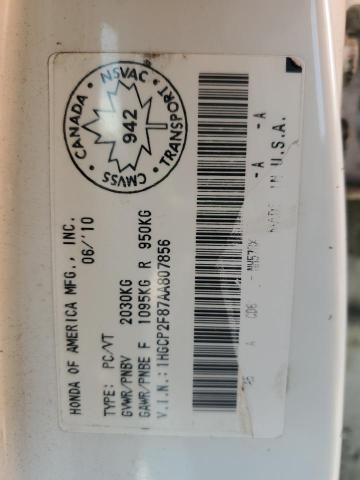 HONDA OF AMERICA MFG., INC.
06/'10
TYPE: PC/VT
GVWR/PNBV 2030KG
GAWR/PNBE F 1095KG R 950KG
V.I.N.: 1HGCP2F87AA807856
CANADA · NSVAC
942
CMVSS · TRANSPORT
A CD6 -A -A
MADE IN U.S.A.